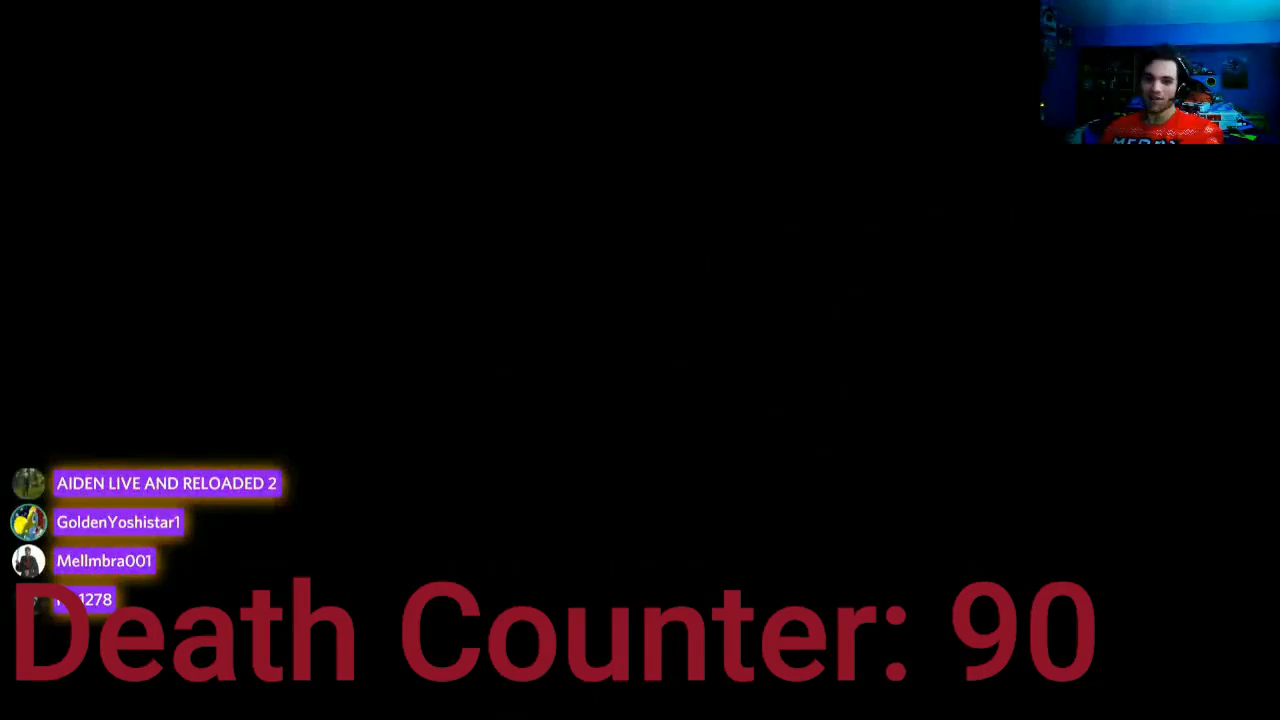 AIDEN LIVE AND RELOADED 2
GoldenYoshistar1
Mellmbra001
Death Counter: 90